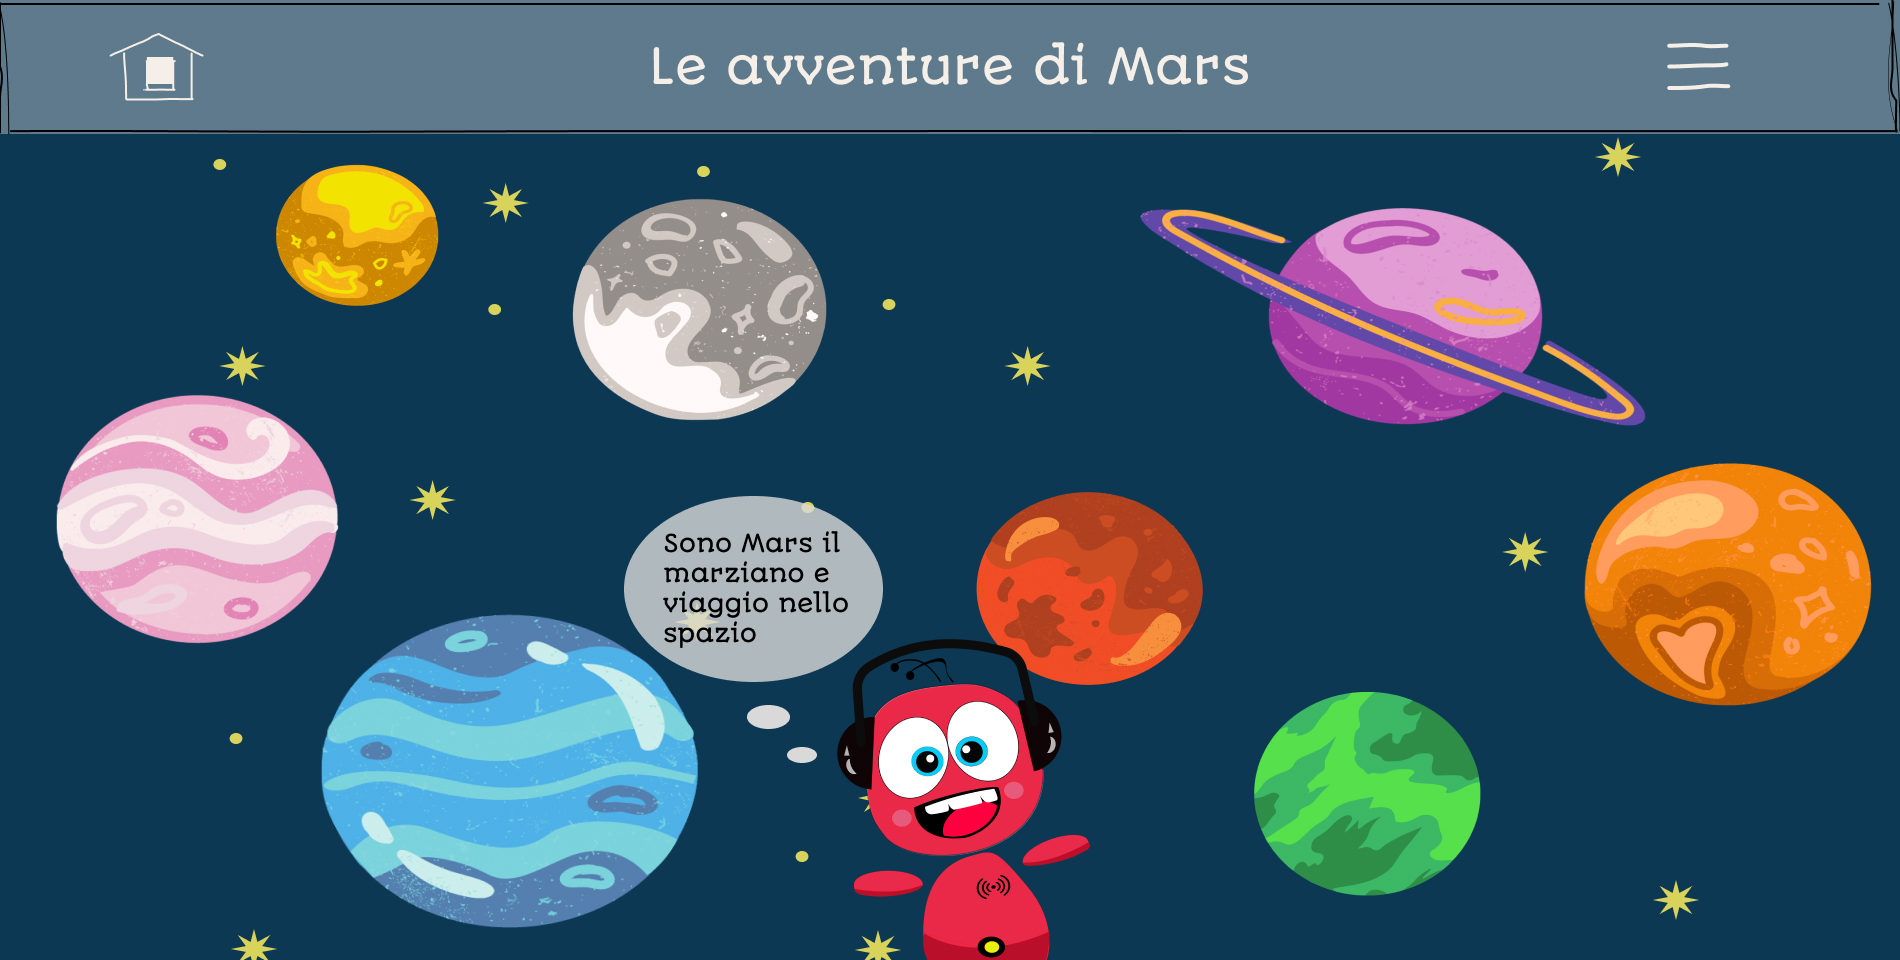 Le avventure di Mars
Sono Mars il
marziano e
viaggio nello
spazio